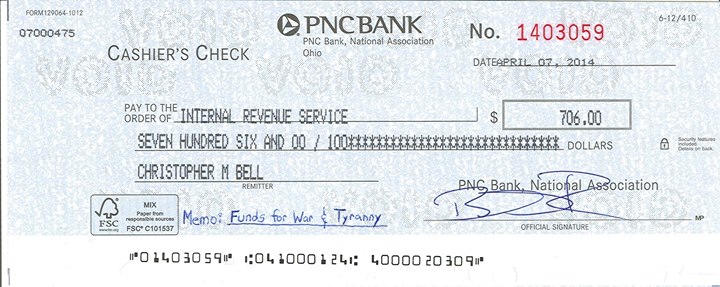 FORM129064-1012
07000475
PNCBANK
PNC Bank, National Association
Ohio
CASHIER'S CHECK
No. 1403059
6-12/410
DATE APRIL 07, 2014
PAY TO THE
ORDER OF INTERNAL REVENUE SERVICE
$ 706.00
SEVEN HUNDRED SIX AND 00 / 100*************************** DOLLARS
Security features
included.
Details on back.
CHRISTOPHER M BELL
REMITTER
PNC Bank, National Association
OFFICIAL SIGNATURE
MP
FSC
www.fsc.org
MIX
Paper from
responsible sources
FSC® C101537
Memo: Funds for War & Tyranny
⑈01403059⑈ ⑆041000124⑆ 4000020309⑈
void void void void